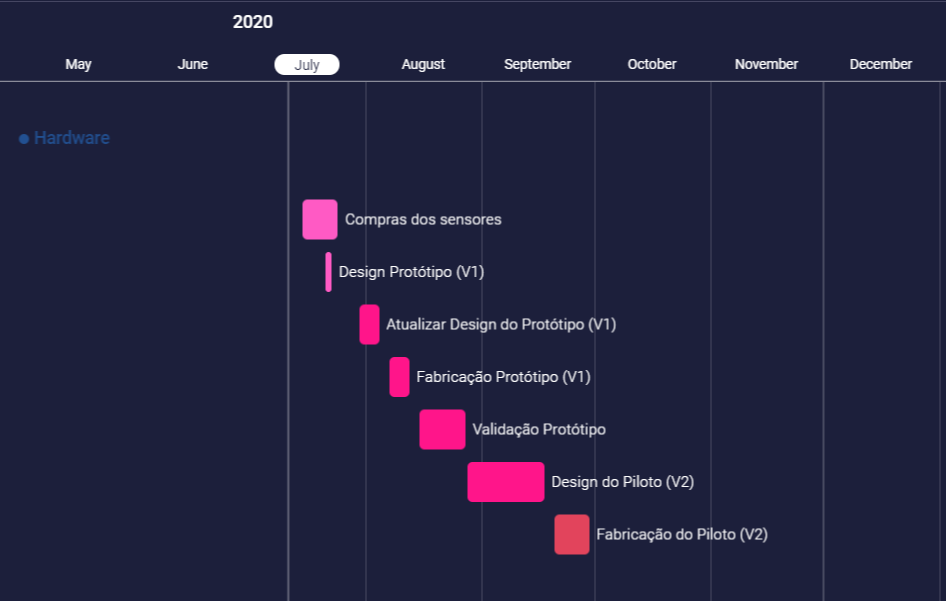 2020
May June July August September October November December
Hardware
Compras dos sensores
Design Protótipo (V1)
Atualizar Design do Protótipo (V1)
Fabricação Protótipo (V1)
Validação Protótipo
Design do Piloto (V2)
Fabricação do Piloto (V2)